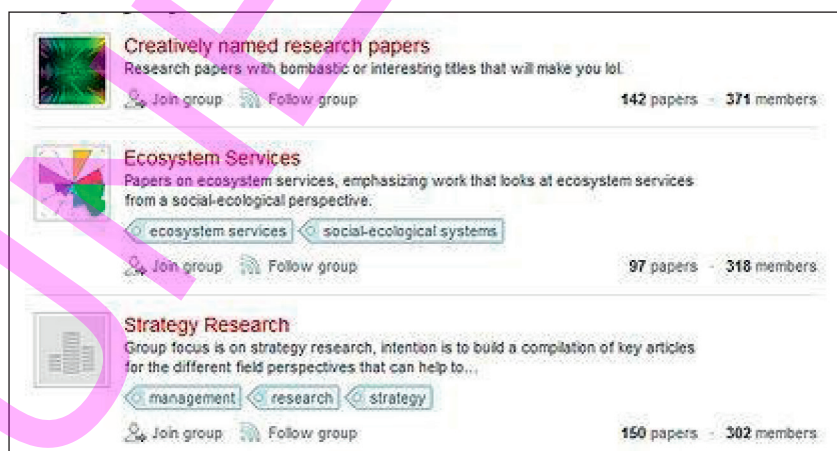 Creatively named research papers
Research papers with bombastic or interesting titles that will make you lol.
Join group Follow group 142 papers - 371 members
Ecosystem Services
Papers on ecosystem services, emphasizing work that looks at ecosystem services
from a social-ecological perspective.
ecosystem services social-ecological systems
Join group Follow group 97 papers - 318 members
Strategy Research
Group focus is on strategy research, intention is to build a compilation of key articles
for the different field perspectives that can help to...
management research strategy
Join group Follow group 150 papers - 302 members